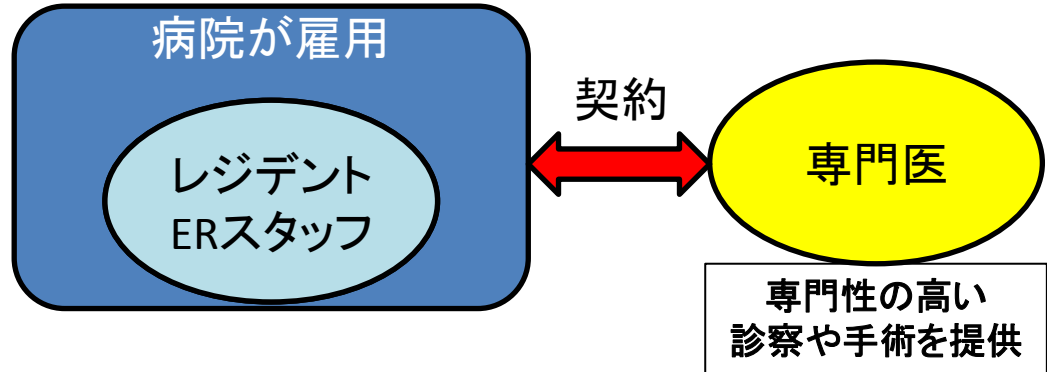 病院が雇用
レジデント
ERスタッフ
契約
専門医
専門性の高い
診察や手術を提供